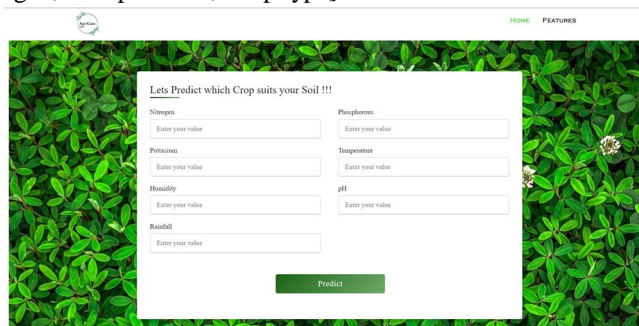 AgriCare
HOME FEATURES
Lets Predict which Crop suits your Soil !!!
Nitrogen Phosphorous
Enter your value Enter your value
Pottasium Temperature
Enter your value Enter your value
Humidity pH
Enter your value Enter your value
Rainfall
Enter your value
Predict